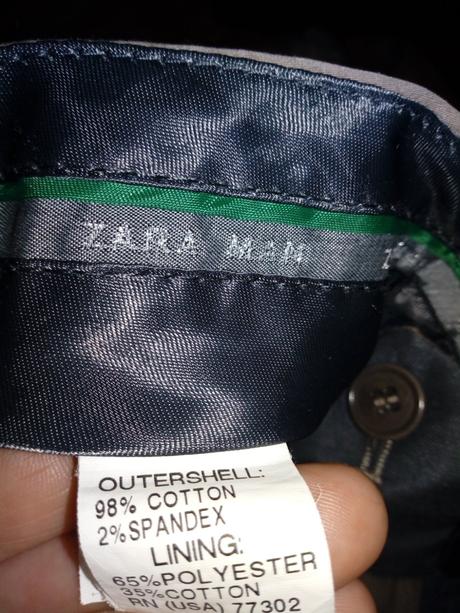 ZARA MAN
Z
OUTERSHELL:
98% COTTON
2%SPANDEX
LINING:
65%POLYESTER
35%COTTON
RN (USA) 77302